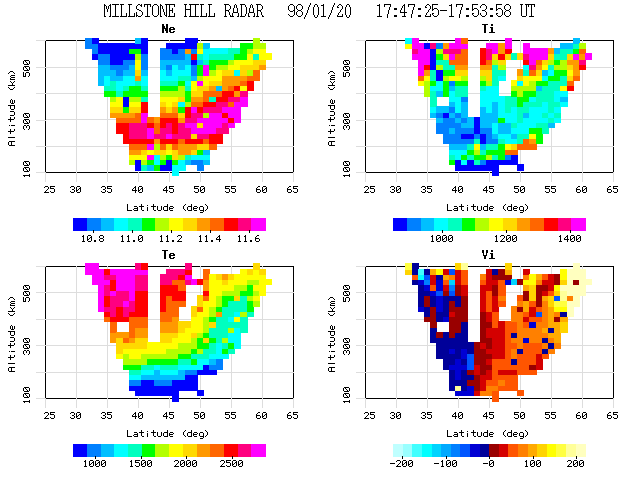 MILLSTONE HILL RADAR 98/01/20 17:47:25-17:53:58 UT
Ne
Ti
Altitude (km)
500
300
100
25 30 35 40 45 50 55 60 65
Latitude (deg)
10.8 11.0 11.2 11.4 11.6
Altitude (km)
500
300
100
25 30 35 40 45 50 55 60 65
Latitude (deg)
1000 1200 1400
Te
Vi
Altitude (km)
500
300
100
25 30 35 40 45 50 55 60 65
Latitude (deg)
1000 1500 2000 2500
Altitude (km)
500
300
100
25 30 35 40 45 50 55 60 65
Latitude (deg)
-200 -100 -0 100 200